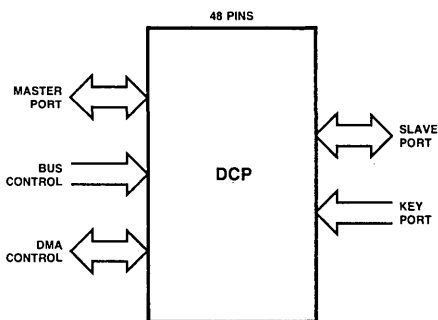 48 PINS
MASTER
PORT
BUS
CONTROL
DMA
CONTROL
DCP
SLAVE
PORT
KEY
PORT